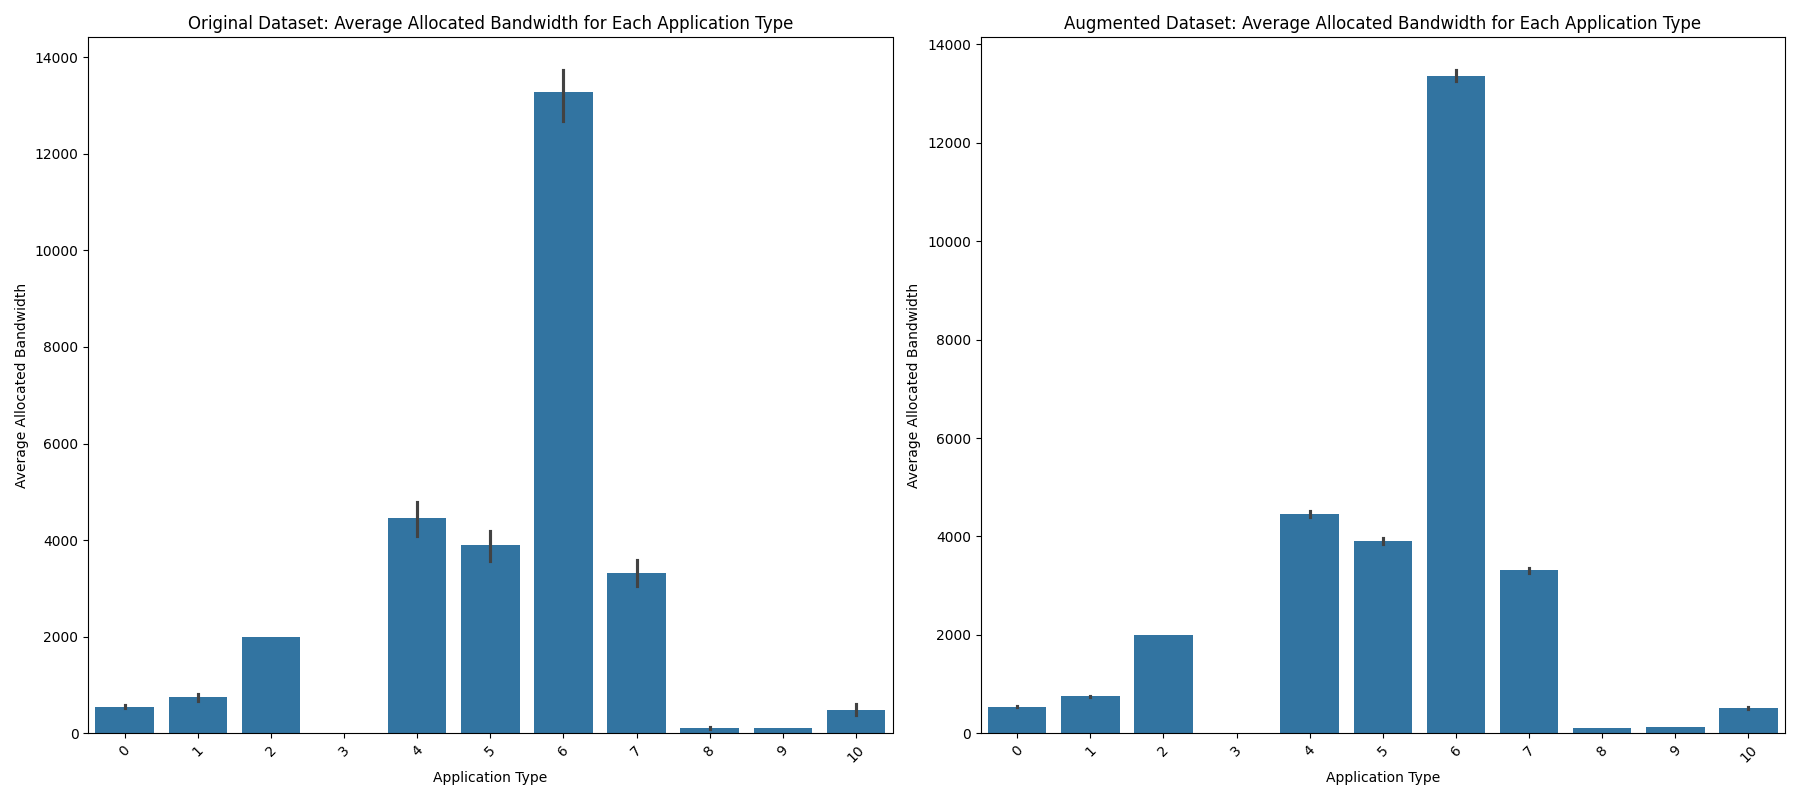 Original Dataset: Average Allocated Bandwidth for Each Application Type
14000
12000
10000
8000
6000
4000
2000
0
Average Allocated Bandwidth
0 1 2 3 4 5 6 7 8 9 10
Application Type
Augmented Dataset: Average Allocated Bandwidth for Each Application Type
14000
12000
10000
8000
6000
4000
2000
0
Average Allocated Bandwidth
0 1 2 3 4 5 6 7 8 9 10
Application Type